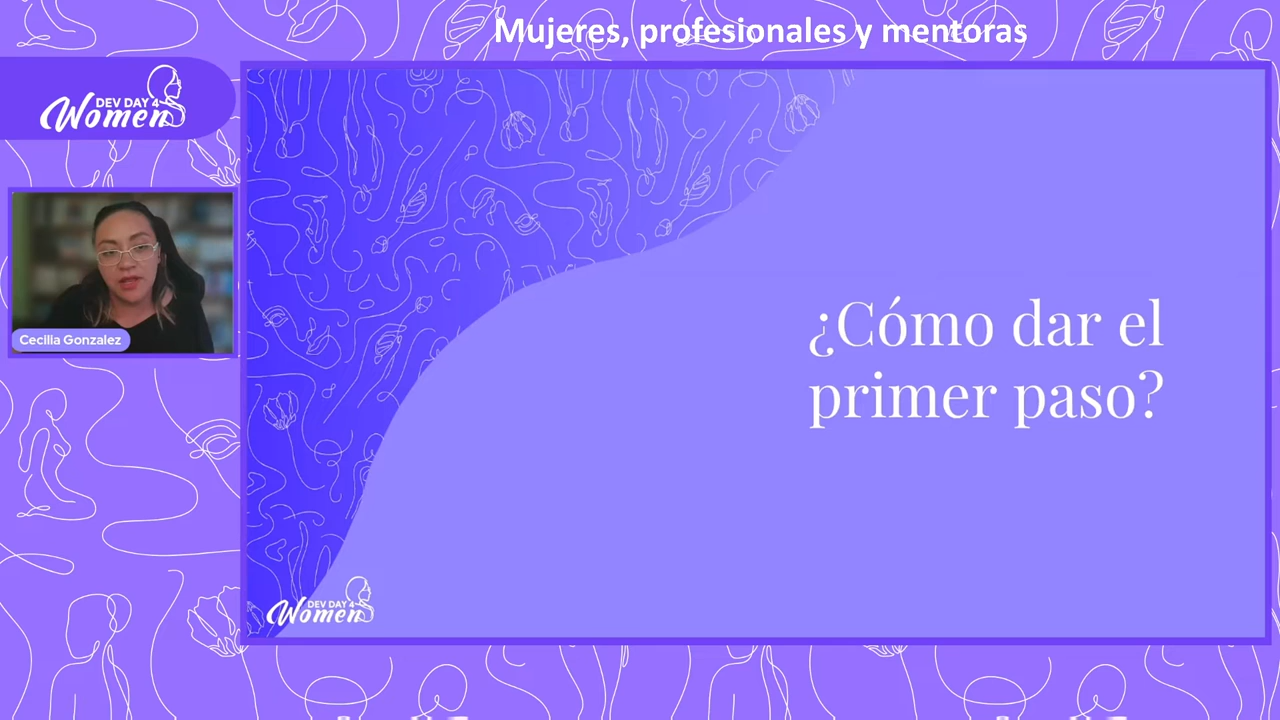 Mujeres, profesionales y mentoras
DEV DAY 4
Women
Cecilia Gonzalez
¿Cómo dar el
primer paso?
DEV DAY 4
Women